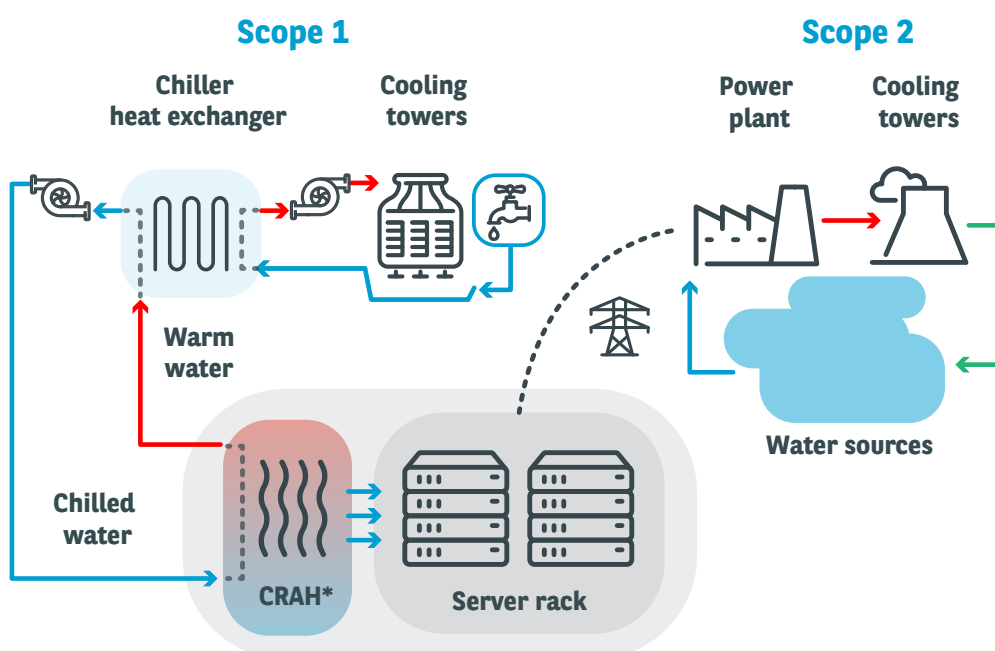 Scope 1
Scope 2
Chiller
heat exchanger
Cooling
towers
Power
plant
Cooling
towers
Warm
water
Water sources
Chilled
water
CRAH*
Server rack